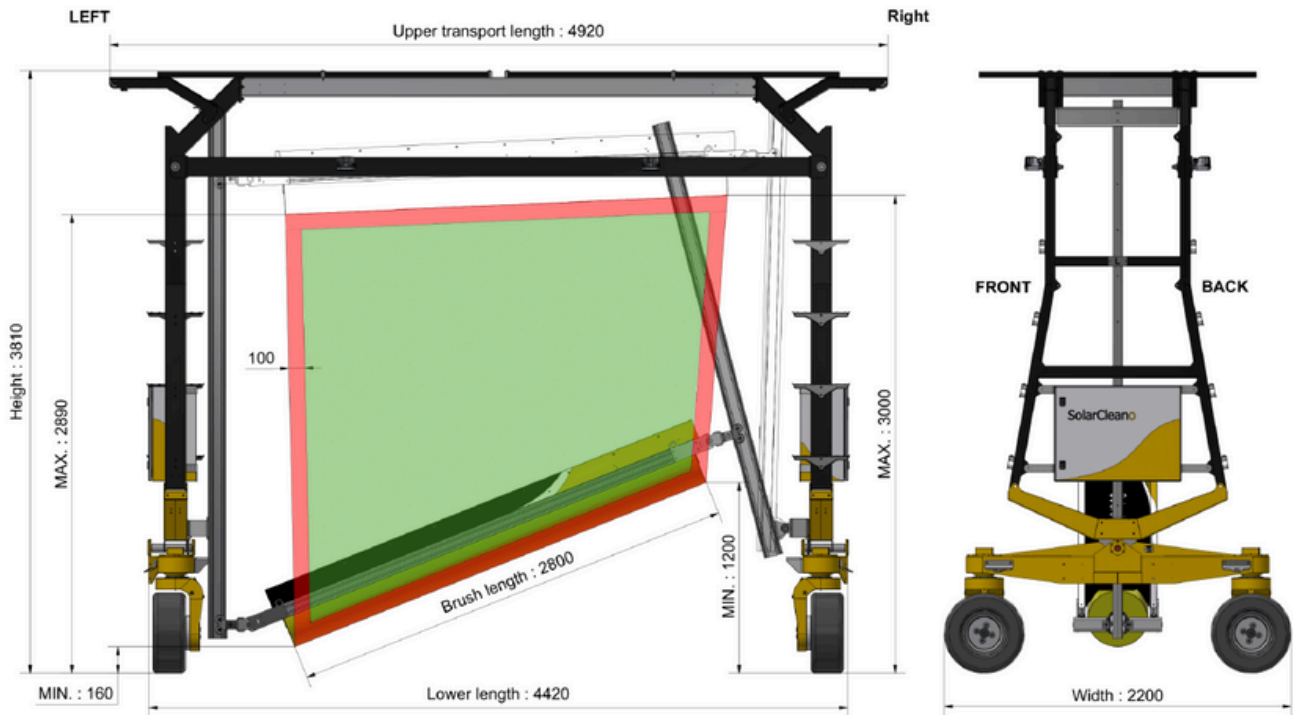 LEFT
Right
Upper transport length : 4920
Height : 3810
MAX. : 2890
100
MAX. : 3000
FRONT
BACK
SolarCleano
Brush length : 2800
MIN. : 1200
MIN. : 160
Lower length : 4420
Width : 2200